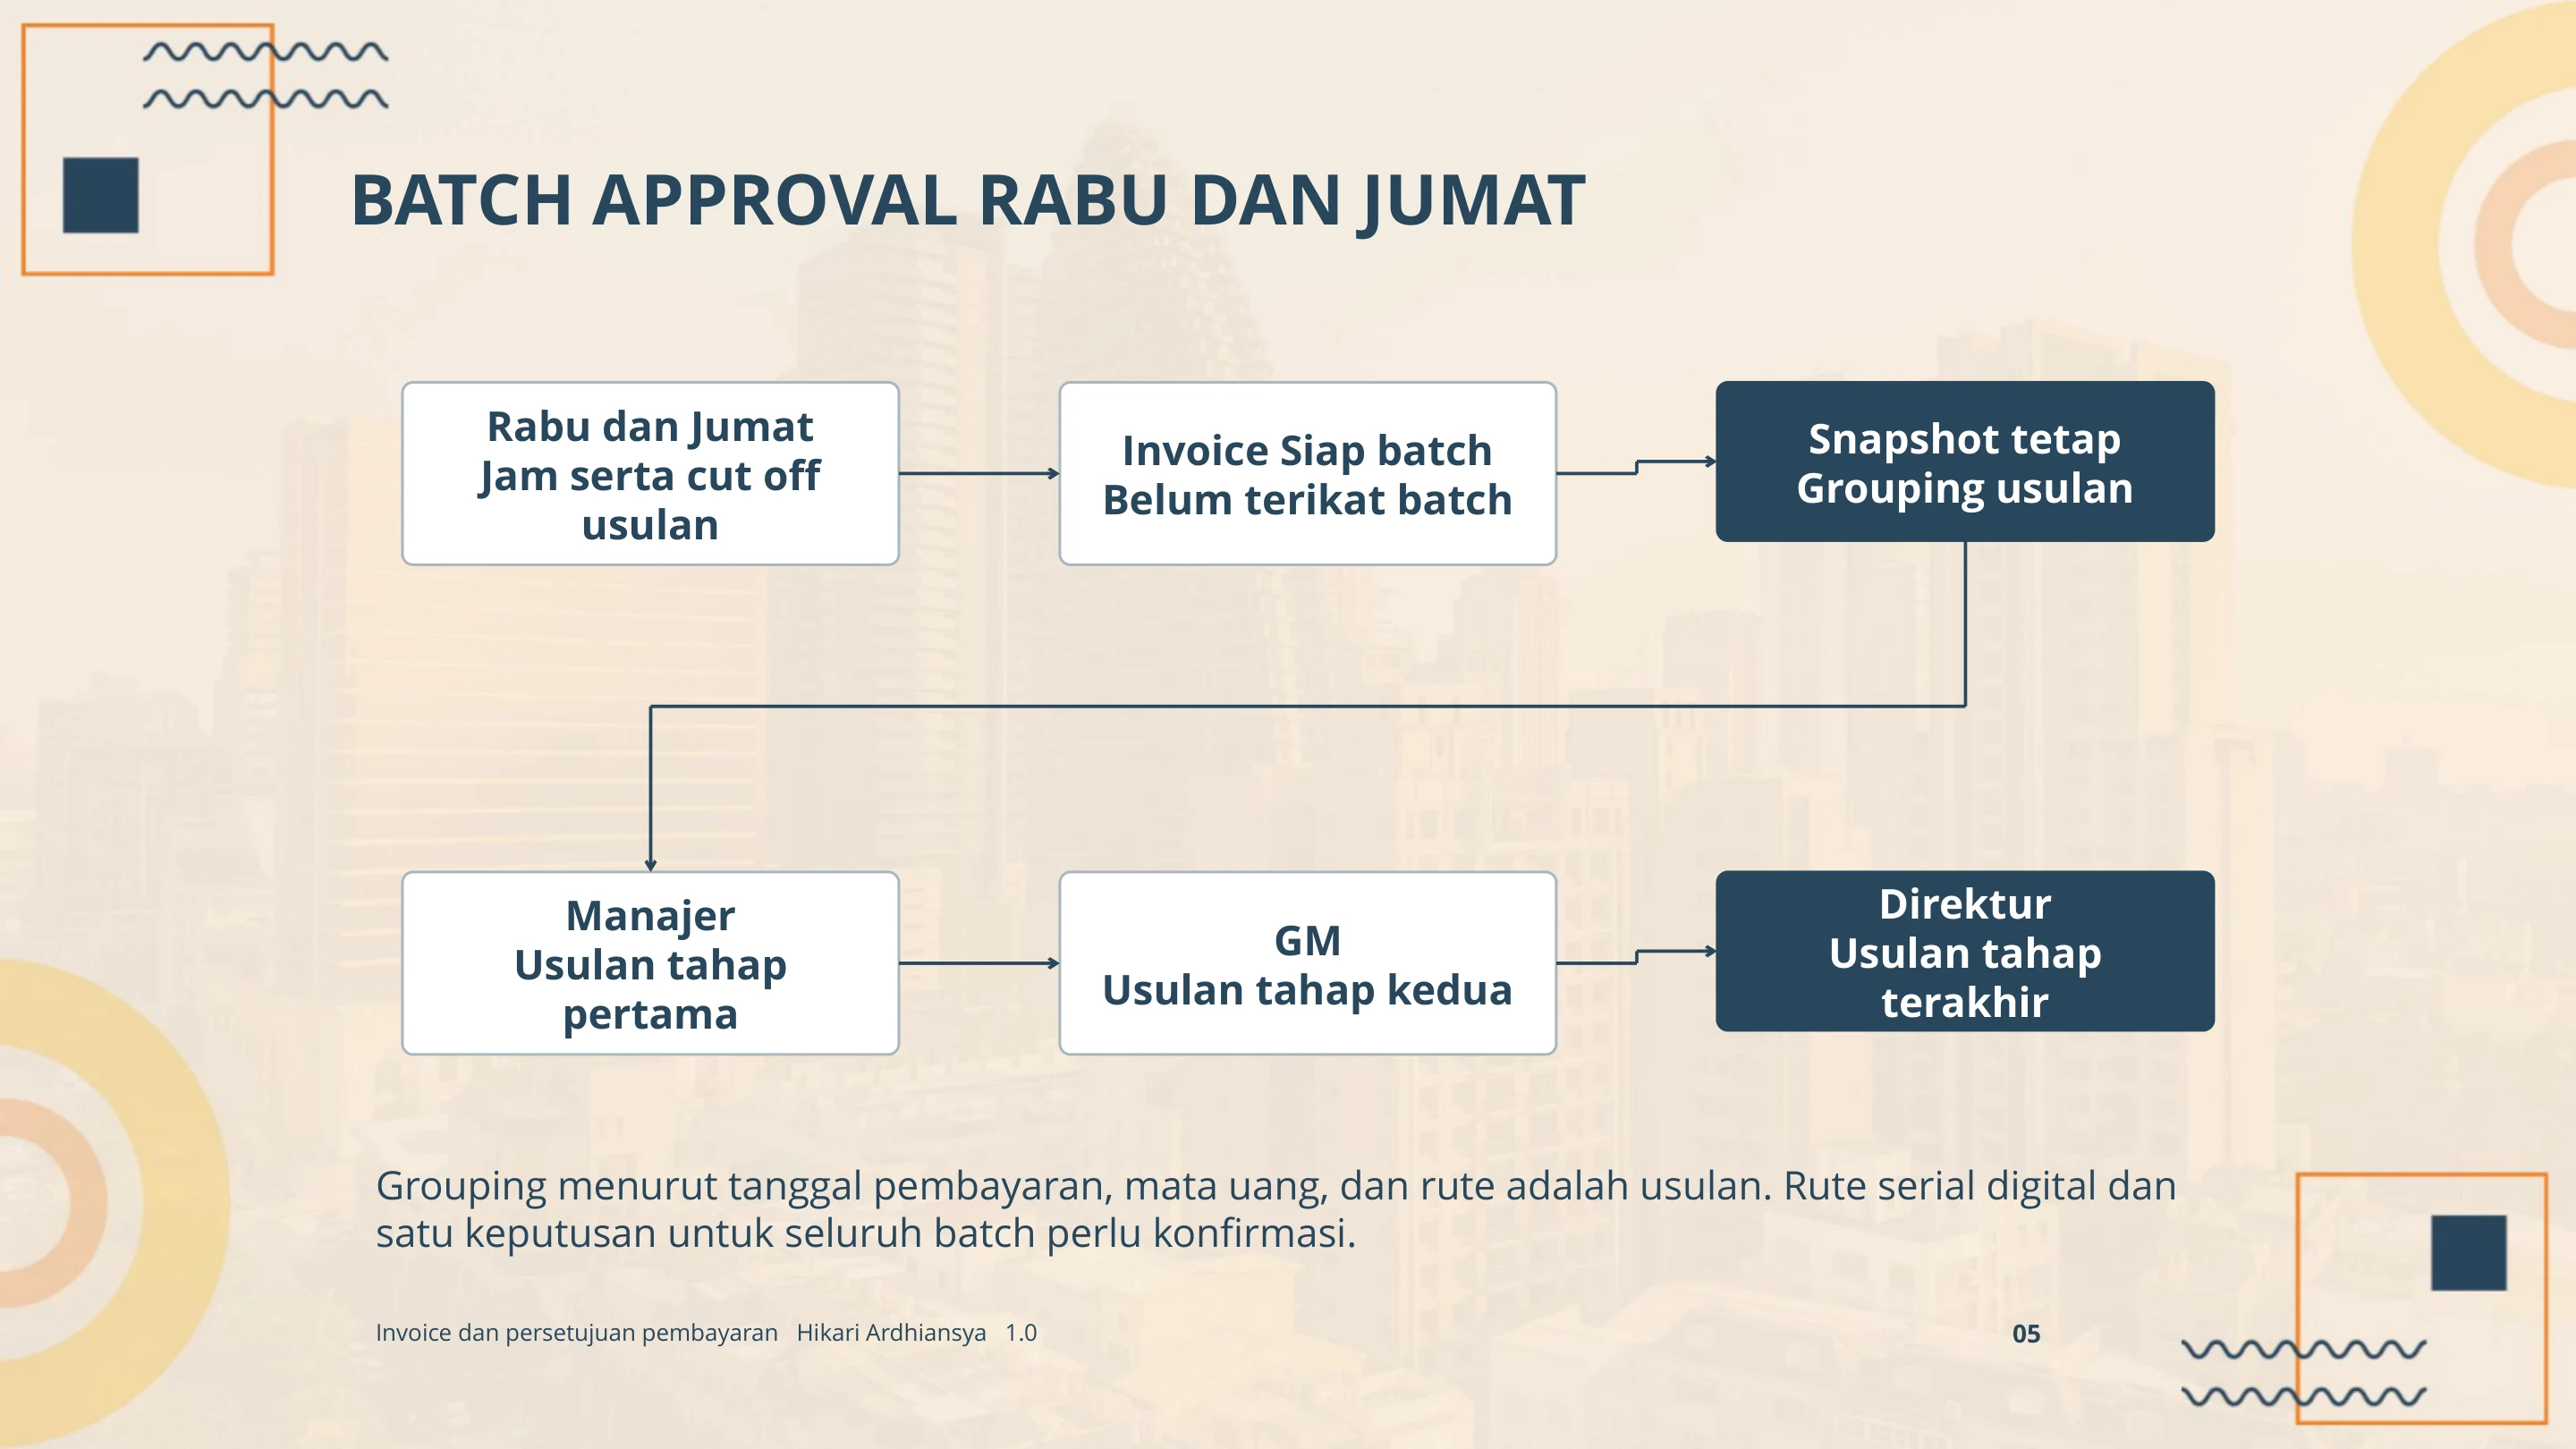 BATCH APPROVAL RABU DAN JUMAT
Rabu dan Jumat
Jam serta cut off
usulan
Invoice Siap batch
Belum terikat batch
Snapshot tetap
Grouping usulan
Manajer
Usulan tahap
pertama
GM
Usulan tahap kedua
Direktur
Usulan tahap
terakhir
Grouping menurut tanggal pembayaran, mata uang, dan rute adalah usulan. Rute serial digital dan
satu keputusan untuk seluruh batch perlu konfirmasi.
Invoice dan persetujuan pembayaran Hikari Ardhiansya 1.0
05